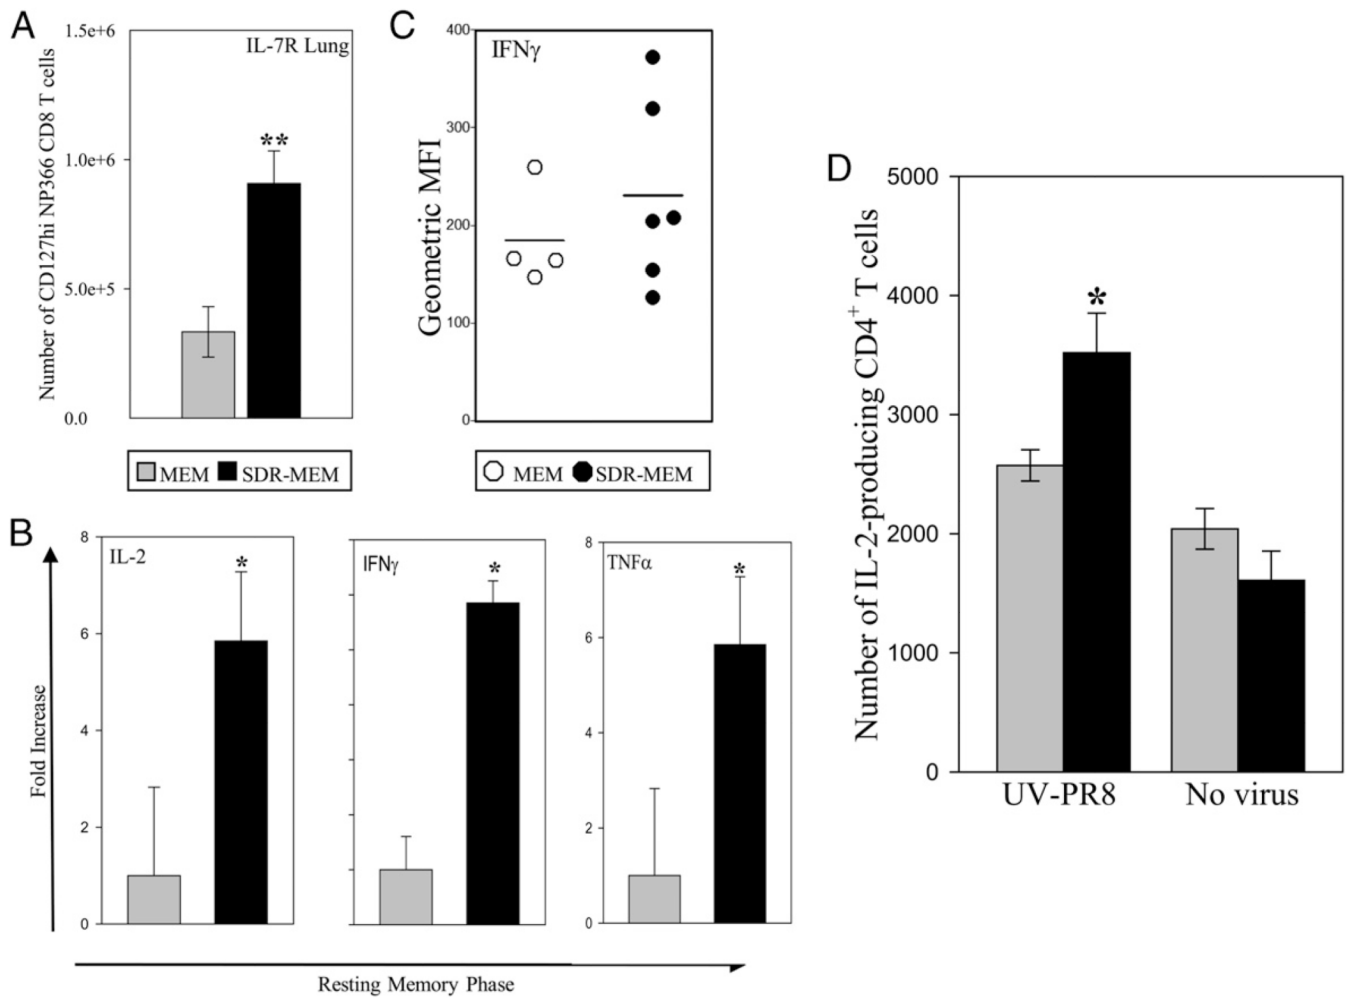 A
Number of CD127hi NP366 CD8 T cells
1.5e+6
1.0e+6
5.0e+5
0.0
IL-7R Lung
**
MEM SDR-MEM
C
Geometric MFI
400
300
200
100
0
IFNγ
MEM SDR-MEM
B
Fold Increase
8
6
4
2
0
IL-2
*
IFNγ
*
8
6
4
2
0
TNFα
*
Resting Memory Phase
D
Number of IL-2-producing CD4+ T cells
5000
4000
3000
2000
1000
0
*
UV-PR8 No virus